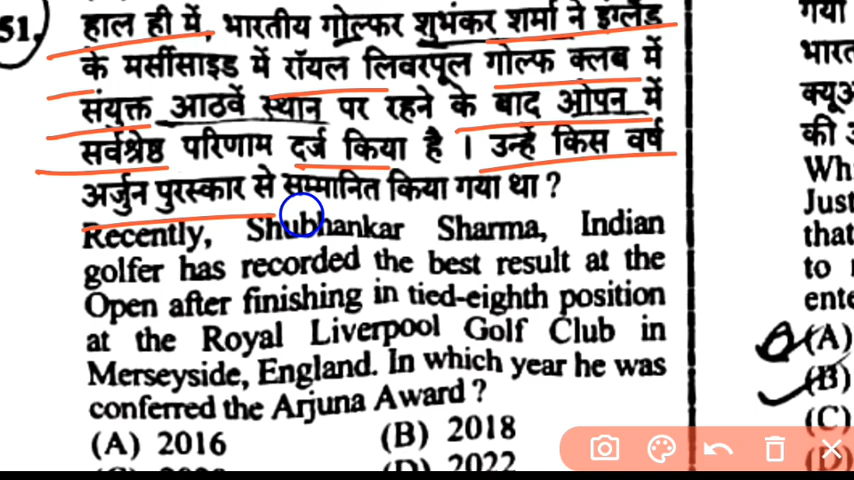 51. हाल ही में, भारतीय गोल्फर शुभंकर शर्मा ने इंग्लैंड
के मर्सीसाइड में रॉयल लिवरपूल गोल्फ क्लब में
संयुक्त आठवें स्थान पर रहने के बाद ओपन में
सर्वश्रेष्ठ परिणाम दर्ज किया है । उन्हें किस वर्ष
अर्जुन पुरस्कार से सम्मानित किया गया था ?
Recently, Shubhankar Sharma, Indian
golfer has recorded the best result at the
Open after finishing in tied-eighth position
at the Royal Liverpool Golf Club in
Merseyside, England. In which year he was
conferred the Arjuna Award ?
(A) 2016 (B) 2018
(D) 2022
गया
भारत
की
Wh
Just
that
to
ente
(A)
(B)
(C)
(D)